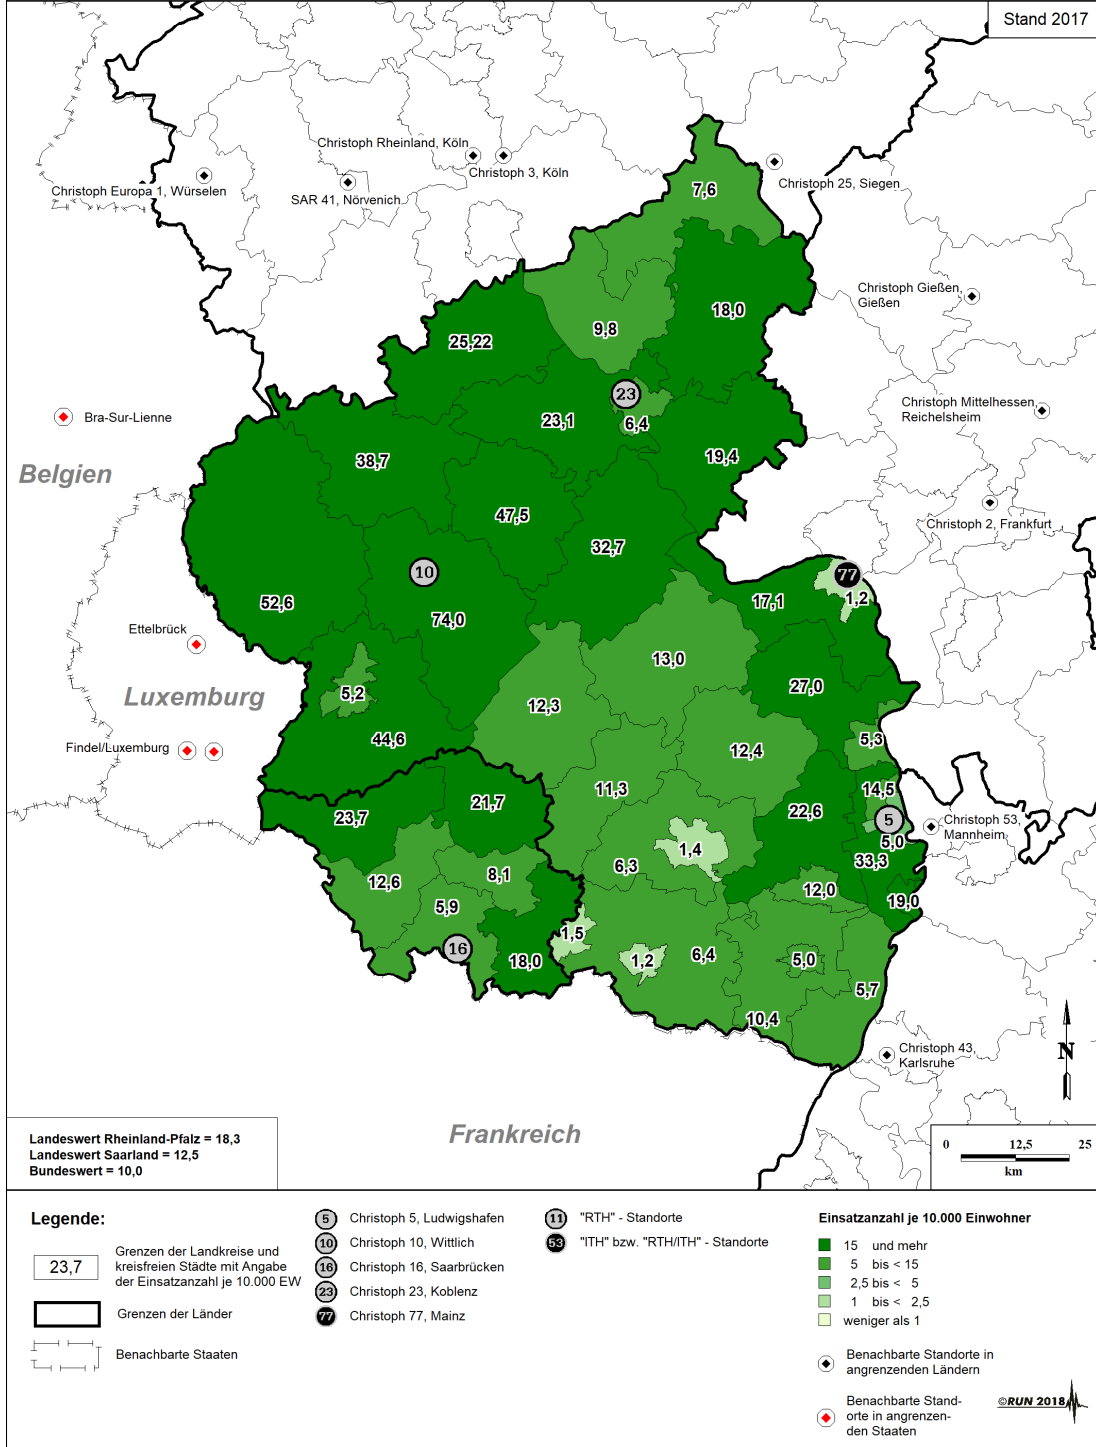 Stand 2017
Christoph Rheinland, Köln
Christoph 3, Köln
Christoph Europa 1, Würselen
SAR 41, Nörvenich
Christoph 25, Siegen
7,6
Christoph Gießen,
Gießen
18,0
9,8
25,22
23
Christoph Mittelhessen,
Reichelsheim
Bra-Sur-Lienne
23,1
6,4
19,4
38,7
Belgien
47,5
Christoph 2, Frankfurt
32,7
10
77
52,6
74,0
17,1
1,2
Ettelbrück
13,0
27,0
5,2
Luxemburg
12,3
44,6
5,3
Findel/Luxemburg
12,4
11,3
14,5
21,7
23,7
22,6
5
Christoph 53,
Mannheim
5,0
1,4
33,3
6,3
8,1
12,6
12,0
19,0
5,9
1,5
16
18,0
1,2
6,4
5,0
5,7
10,4
Christoph 43,
Karlsruhe
N
Frankreich
Landeswert Rheinland-Pfalz = 18,3
Landeswert Saarland = 12,5
Bundeswert = 10,0
0 12,5 25
km
Legende:
23,7
Grenzen der Landkreise und
kreisfreien Städte mit Angabe
der Einsatzanzahl je 10.000 EW
Grenzen der Länder
Benachbarte Staaten
5 Christoph 5, Ludwigshafen
10 Christoph 10, Wittlich
16 Christoph 16, Saarbrücken
23 Christoph 23, Koblenz
77 Christoph 77, Mainz
11 "RTH" - Standorte
53 "ITH" bzw. "RTH/ITH" - Standorte
Einsatzanzahl je 10.000 Einwohner
15 und mehr
5 bis < 15
2,5 bis < 5
1 bis < 2,5
weniger als 1
Benachbarte Standorte in
angrenzenden Ländern
Benachbarte Stand-
orte in angrenzen-
den Staaten
©RUN 2018